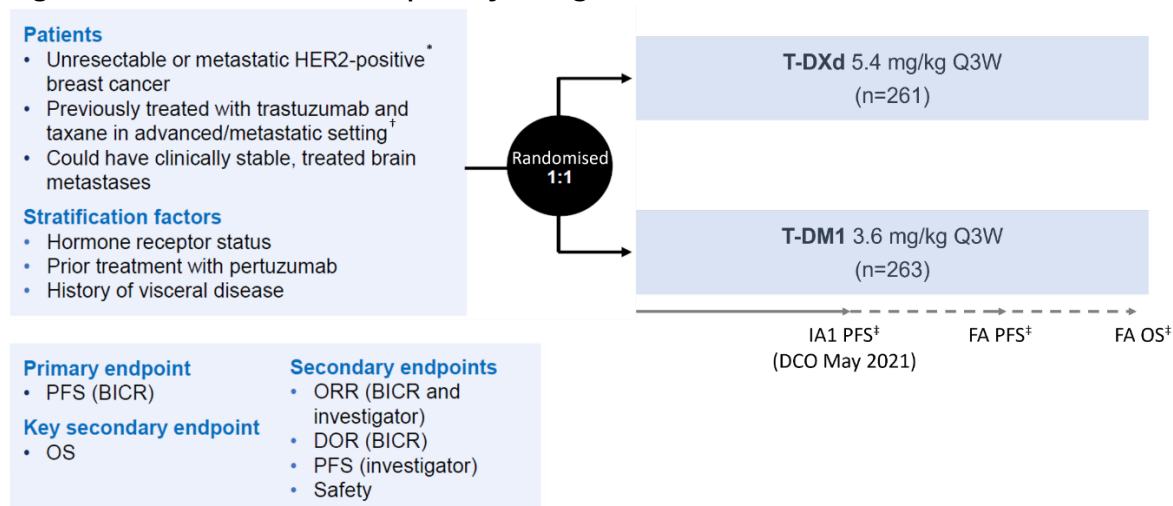 Patients
• Unresectable or metastatic HER2-positive*
breast cancer
• Previously treated with trastuzumab and
taxane in advanced/metastatic setting†
• Could have clinically stable, treated brain
metastases
Stratification factors
• Hormone receptor status
• Prior treatment with pertuzumab
• History of visceral disease
Randomised
1:1
T-DXd 5.4 mg/kg Q3W
(n=261)
T-DM1 3.6 mg/kg Q3W
(n=263)
IA1 PFS‡
(DCO May 2021)
FA PFS‡
FA OS‡
Primary endpoint
• PFS (BICR)
Key secondary endpoint
• OS
Secondary endpoints
• ORR (BICR and
investigator)
• DOR (BICR)
• PFS (investigator)
• Safety